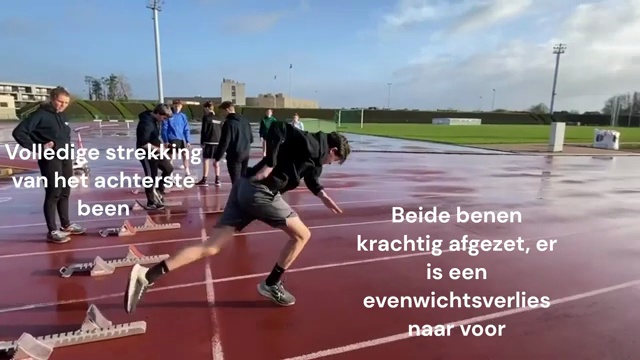 Volledige strekking
van het achterste
been
Beide benen
krachtig afgezet, er
is een
evenwichtsverlies
naar voor